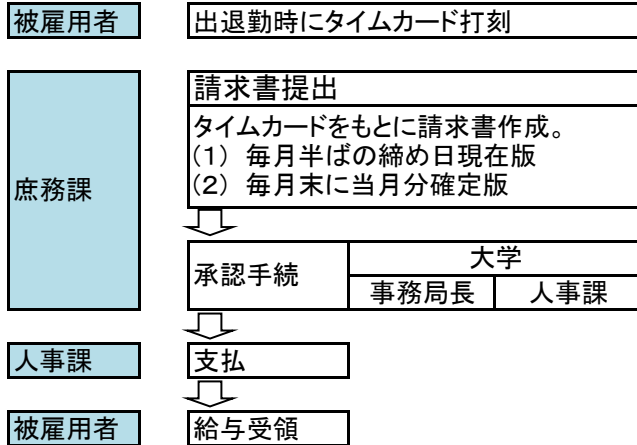 被雇用者
出退勤時にタイムカード打刻
庶務課
請求書提出
タイムカードをもとに請求書作成。
(1) 毎月半ばの締め日現在版
(2) 毎月末に当月分確定版
承認手続
大学
事務局長
人事課
人事課
支払
被雇用者
給与受領